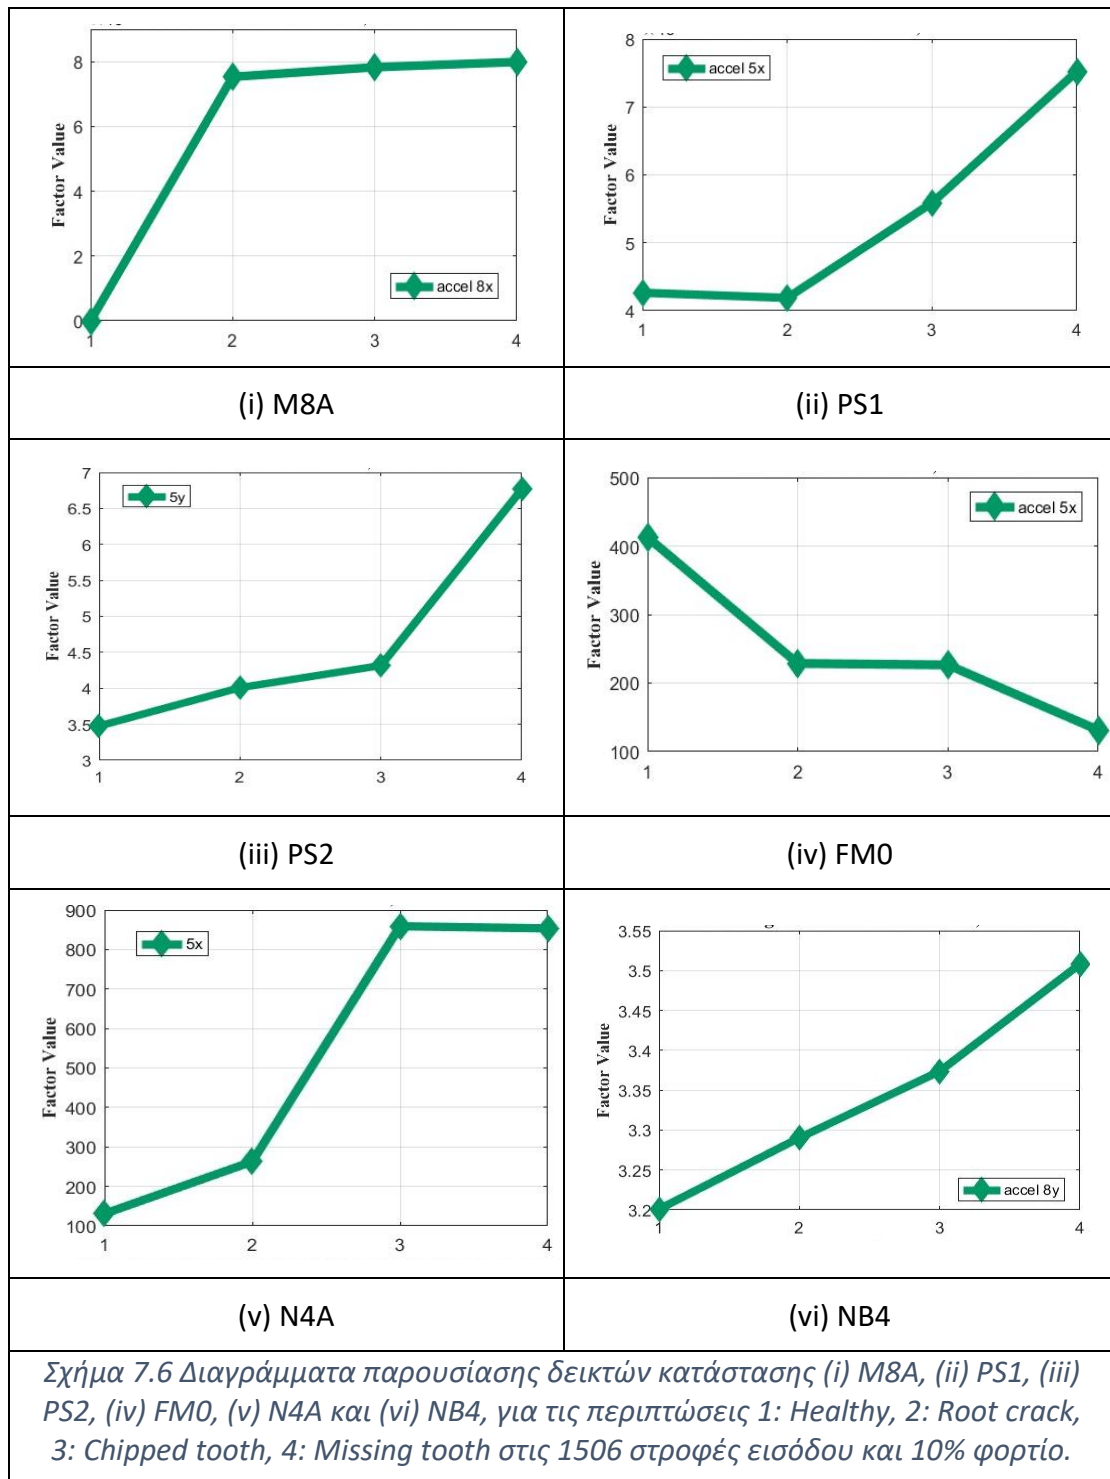 8
6
4
2
0
Factor Value
accel 8x
1 2 3 4
(i) M8A
8
7
6
5
4
Factor Value
accel 5x
1 2 3 4
(ii) PS1
7
6.5
6
5.5
5
4.5
4
3.5
3
Factor Value
5y
1 2 3 4
(iii) PS2
500
400
300
200
100
Factor Value
accel 5x
1 2 3 4
(iv) FM0
900
800
700
600
500
400
300
200
100
Factor Value
5x
1 2 3 4
(v) N4A
3.55
3.5
3.45
3.4
3.35
3.3
3.25
3.2
Factor Value
accel 8y
1 2 3 4
(vi) NB4
Σχήμα 7.6 Διαγράμματα παρουσίασης δεικτών κατάστασης (i) M8A, (ii) PS1, (iii)
PS2, (iv) FM0, (v) N4A και (vi) NB4, για τις περιπτώσεις 1: Healthy, 2: Root crack,
3: Chipped tooth, 4: Missing tooth στις 1506 στροφές εισόδου και 10% φορτίο.